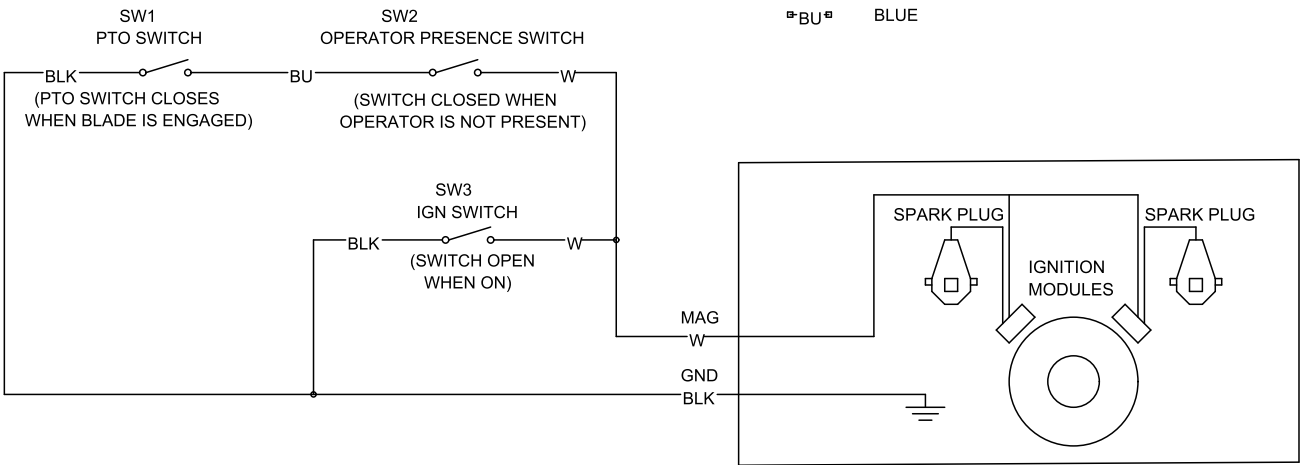 SW1
PTO SWITCH
SW2
OPERATOR PRESENCE SWITCH
BU BLUE
BLK
BU
W
(PTO SWITCH CLOSES
WHEN BLADE IS ENGAGED)
(SWITCH CLOSED WHEN
OPERATOR IS NOT PRESENT)
SW3
IGN SWITCH
BLK
W
(SWITCH OPEN
WHEN ON)
SPARK PLUG
SPARK PLUG
IGNITION
MODULES
MAG
W
GND
BLK